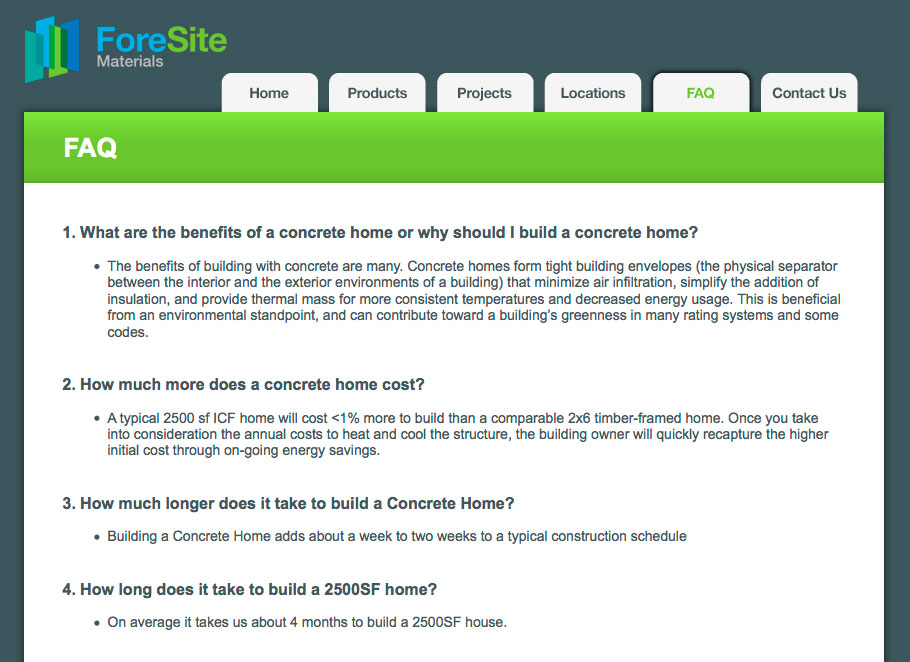 ForeSite
Materials
Home Products Projects Locations FAQ Contact Us
FAQ
1. What are the benefits of a concrete home or why should I build a concrete home?
• The benefits of building with concrete are many. Concrete homes form tight building envelopes (the physical separator
between the interior and the exterior environments of a building) that minimize air infiltration, simplify the addition of
insulation, and provide thermal mass for more consistent temperatures and decreased energy usage. This is beneficial
from an environmental standpoint, and can contribute toward a building's greenness in many rating systems and some
codes.
2. How much more does a concrete home cost?
• A typical 2500 sf ICF home will cost <1% more to build than a comparable 2x6 timber-framed home. Once you take
into consideration the annual costs to heat and cool the structure, the building owner will quickly recapture the higher
initial cost through on-going energy savings.
3. How much longer does it take to build a Concrete Home?
• Building a Concrete Home adds about a week to two weeks to a typical construction schedule
4. How long does it take to build a 2500SF home?
• On average it takes us about 4 months to build a 2500SF house.